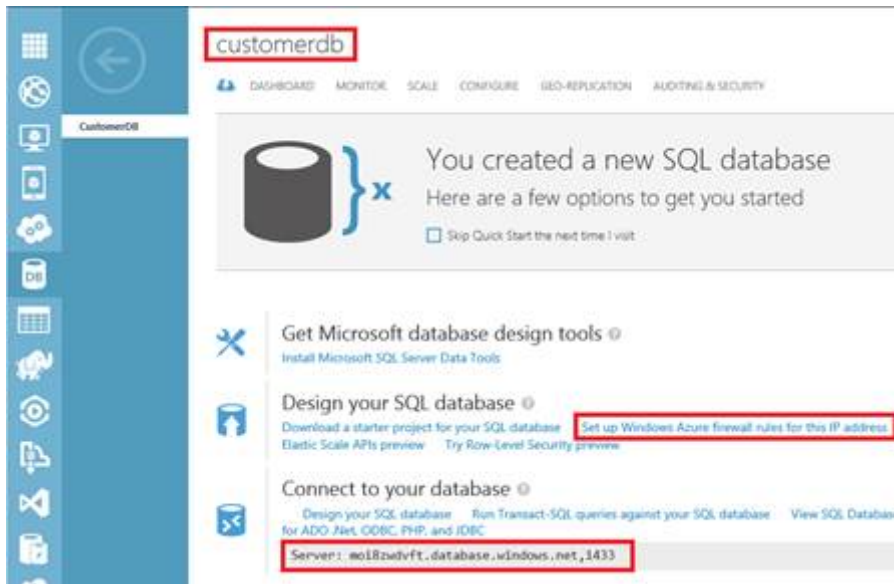 customerdb
DASHBOARD MONITOR SCALE CONFIGURE GEO-REPLICATION AUDITING & SECURITY
CustomerDB
You created a new SQL database
Here are a few options to get you started
Skip Quick Start the next time I visit
DB
Get Microsoft database design tools
Install Microsoft SQL Server Data Tools
Design your SQL database
Download a starter project for your SQL database Set up Windows Azure firewall rules for this IP address
Elastic Scale APIs preview Try Row-Level Security preview
Connect to your database
Design your SQL database Run Transact-SQL queries against your SQL database View SQL Databas
for ADO .Net, ODBC, PHP, and JDBC
Server: moi8zwdvft.database.windows.net,1433